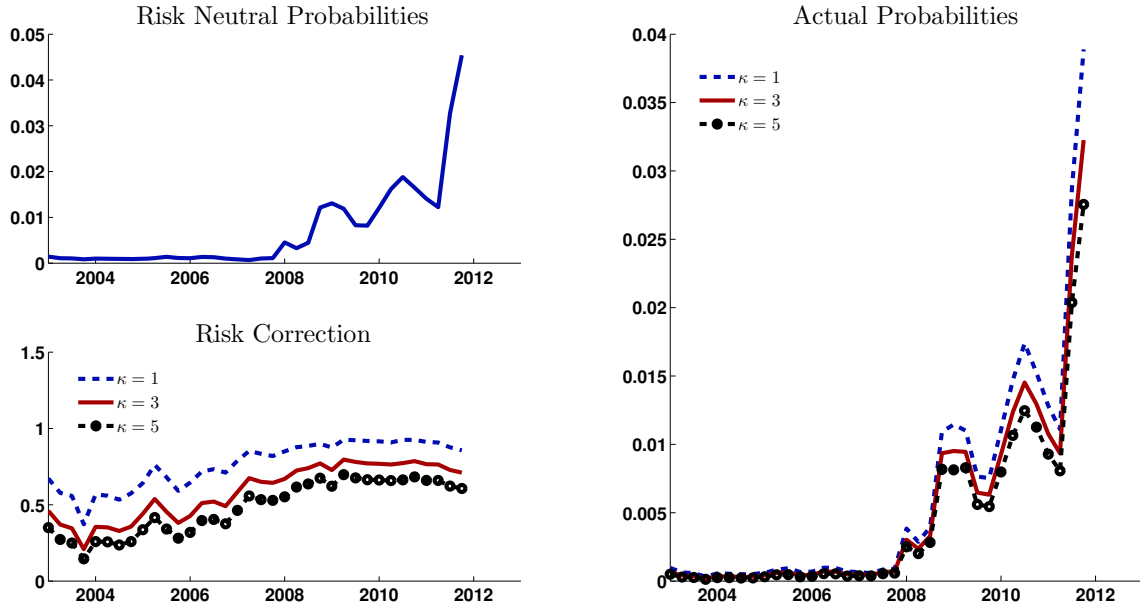 Risk Neutral Probabilities
0.05
0.04
0.03
0.02
0.01
0
2004 2006 2008 2010 2012
Risk Correction
1.5
1
0.5
0
κ = 1
κ = 3
κ = 5
2004 2006 2008 2010 2012
Actual Probabilities
0.04
0.035
0.03
0.025
0.02
0.015
0.01
0.005
0
κ = 1
κ = 3
κ = 5
2004 2006 2008 2010 2012